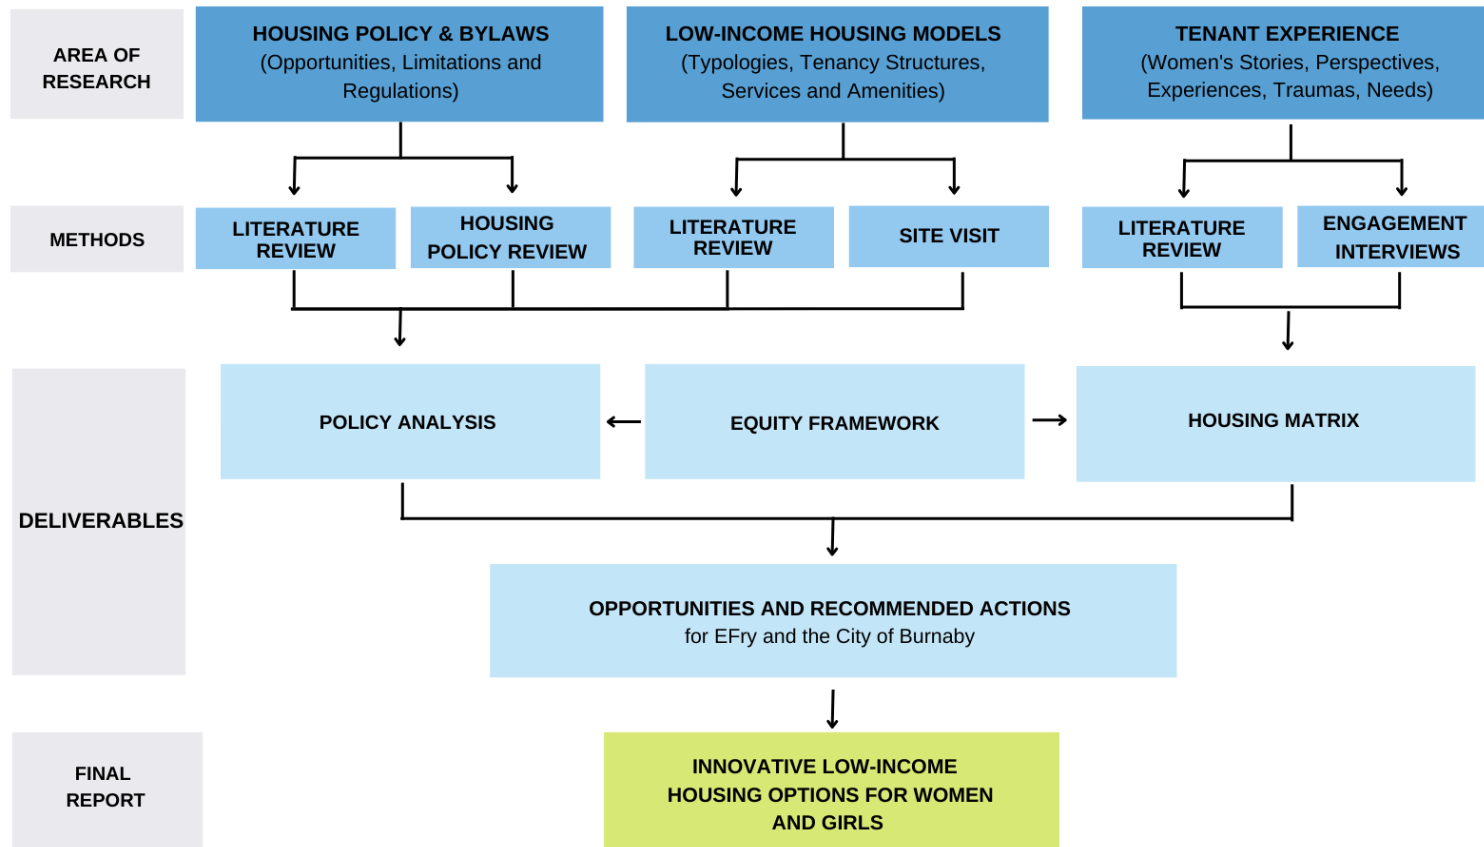 AREA OF
RESEARCH
HOUSING POLICY & BYLAWS
(Opportunities, Limitations and
Regulations)
LOW-INCOME HOUSING MODELS
(Typologies, Tenancy Structures,
Services and Amenities)
TENANT EXPERIENCE
(Women's Stories, Perspectives,
Experiences, Traumas, Needs)
METHODS
LITERATURE
REVIEW
HOUSING
POLICY REVIEW
LITERATURE
REVIEW
SITE VISIT
LITERATURE
REVIEW
ENGAGEMENT
INTERVIEWS
DELIVERABLES
POLICY ANALYSIS
EQUITY FRAMEWORK
HOUSING MATRIX
OPPORTUNITIES AND RECOMMENDED ACTIONS
for EFry and the City of Burnaby
FINAL
REPORT
INNOVATIVE LOW-INCOME
HOUSING OPTIONS FOR WOMEN
AND GIRLS